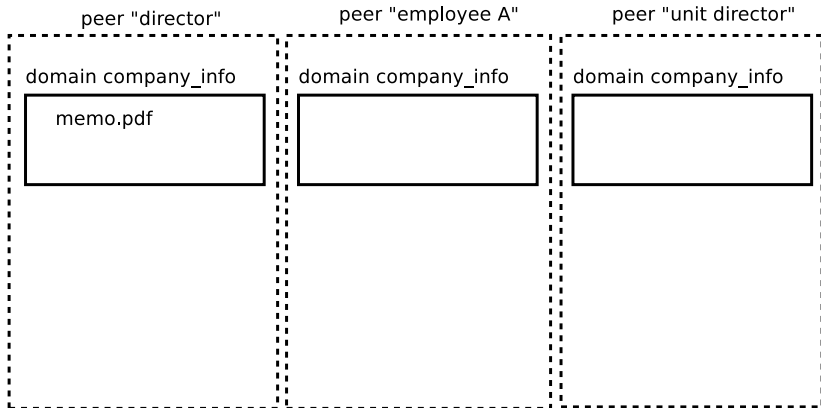 peer "director"
peer "employee A"
peer "unit director"
domain company_info
domain company_info
domain company_info
memo.pdf